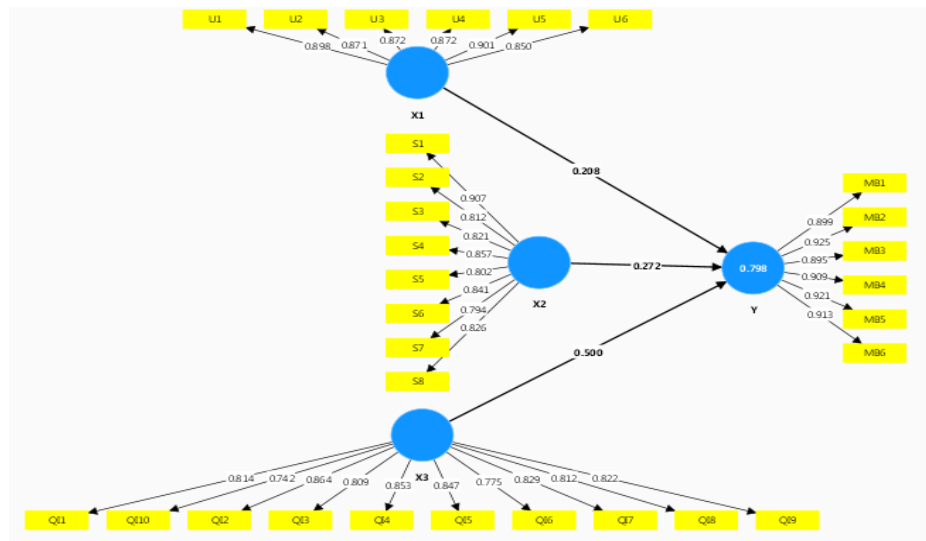 U1 U2 U3 U4 U5 U6
0.898 0.871 0.872 0.872 0.901 0.850
X1
S1
S2
S3
S4
S5
S6
S7
S8
0.907
0.812
0.821
0.857
0.802
0.841
0.794
0.826
X2
0.208
0.272
0.500
0.798
Y
0.899
0.925
0.895
0.909
0.921
0.913
MB1
MB2
MB3
MB4
MB5
MB6
X3
0.814 0.742 0.864 0.809 0.853 0.847 0.775 0.829 0.812 0.822
QI1 QI10 QI2 QI3 QI4 QI5 QI6 QI7 QI8 QI9